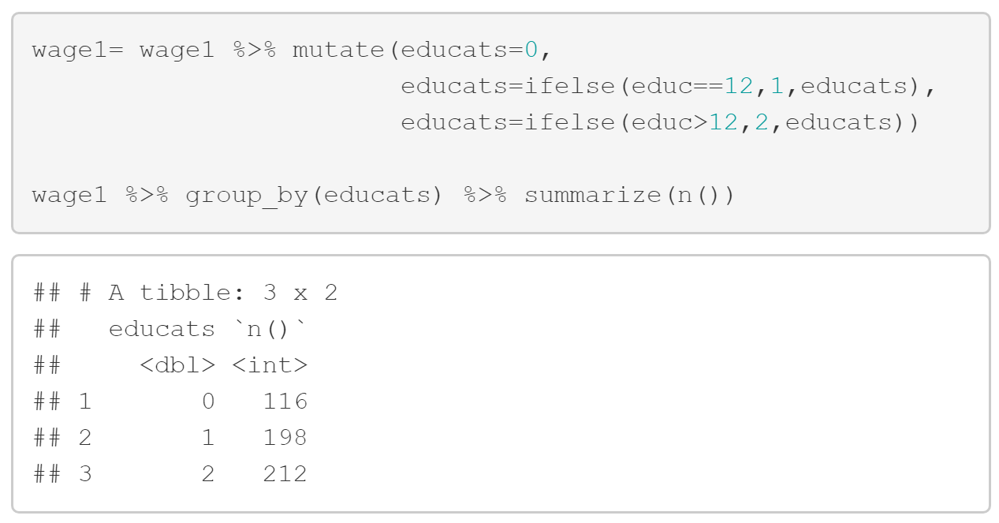 wage1= wage1 %>% mutate(educats=0,
                        educats=ifelse(educ==12,1,educats),
                        educats=ifelse(educ>12,2,educats))
wage1 %>% group_by(educats) %>% summarize(n())
## # A tibble: 3 x 2
##   educats `n()`
##     <dbl> <int>
## 1       0   116
## 2       1   198
## 3       2   212